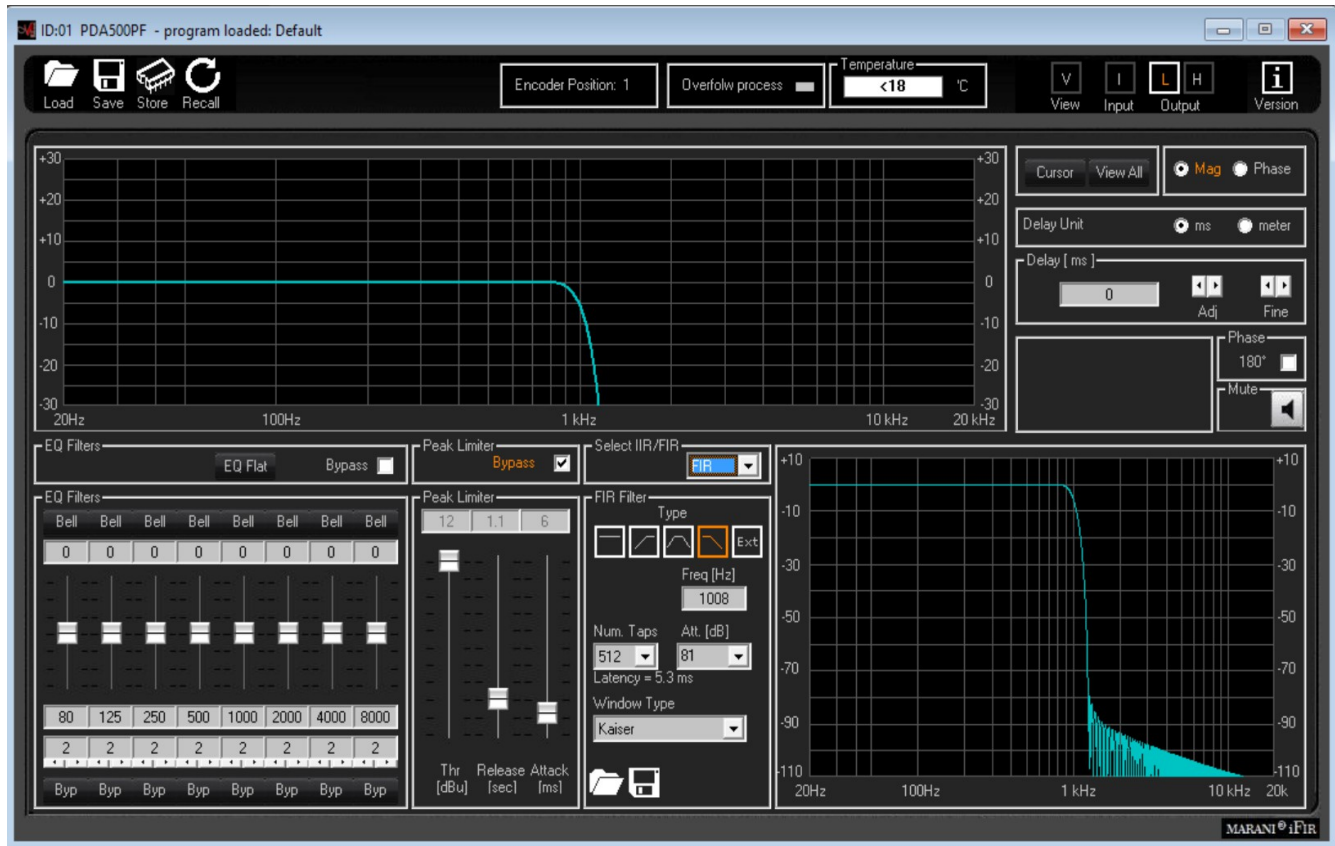 ID:01 PDA500PF - program loaded: Default
Load Save Store Recall
Encoder Position: 1
Overfolw process
Temperature
<18 'C
V I L H i
View Input Output Version
+30 +30
+20 +20
+10 +10
0 0
-10 -10
-20 -20
-30 -30
20Hz 100Hz 1 kHz 10 kHz 20 kHz
Cursor View All Mag Phase
Delay Unit ms meter
Delay [ ms ]
0
Adj Fine
Phase
180°
Mute
EQ Filters
EQ Flat Bypass
Peak Limiter
Bypass
Select IIR/FIR
FIR
EQ Filters
Bell Bell Bell Bell Bell Bell Bell Bell
0 0 0 0 0 0 0 0
80 125 250 500 1000 2000 4000 8000
2 2 2 2 2 2 2 2
Byp Byp Byp Byp Byp Byp Byp Byp
Peak Limiter
12 1.1 6
Thr Release Attack
[dBu] [sec] [ms]
FIR Filter
Type
Ext
Freq [Hz]
1008
Num. Taps Att. [dB]
512 81
Latency = 5.3 ms
Window Type
Kaiser
+10 +10
-10 -10
-30 -30
-50 -50
-70 -70
-90 -90
-110 -110
20Hz 100Hz 1 kHz 10 kHz 20k
MARANI® iFIR